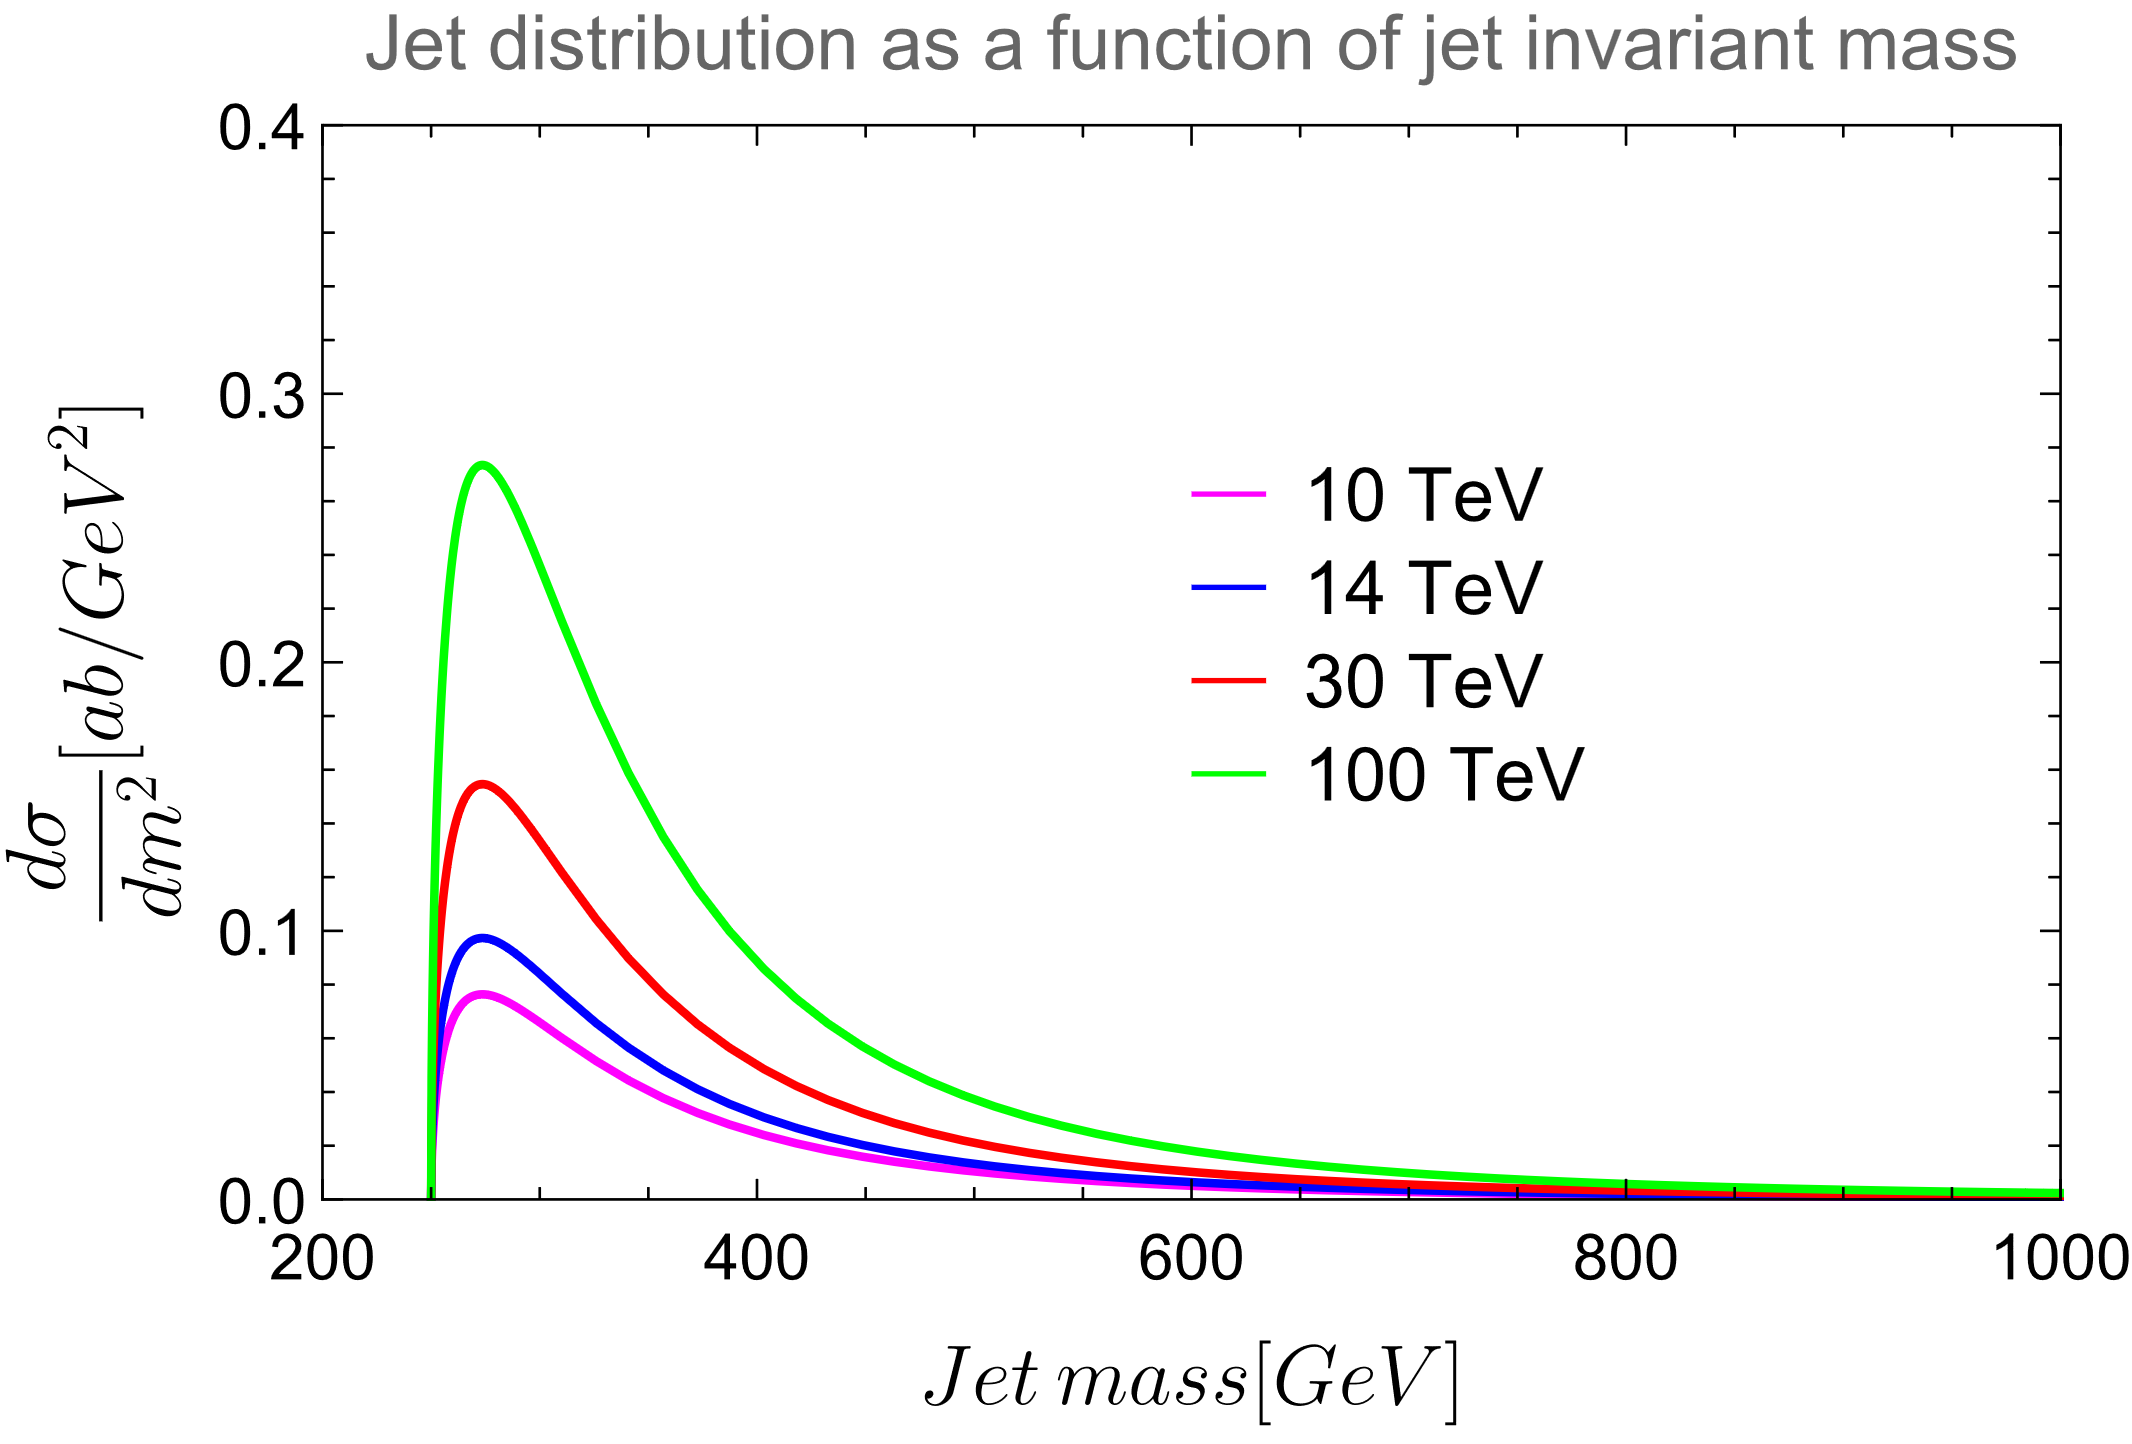 Jet distribution as a function of jet invariant mass
0.4
0.3
0.2
0.1
0.0
dσ/dm²[ab/GeV²]
10 TeV
14 TeV
30 TeV
100 TeV
200 400 600 800 1000
Jet mass[GeV]